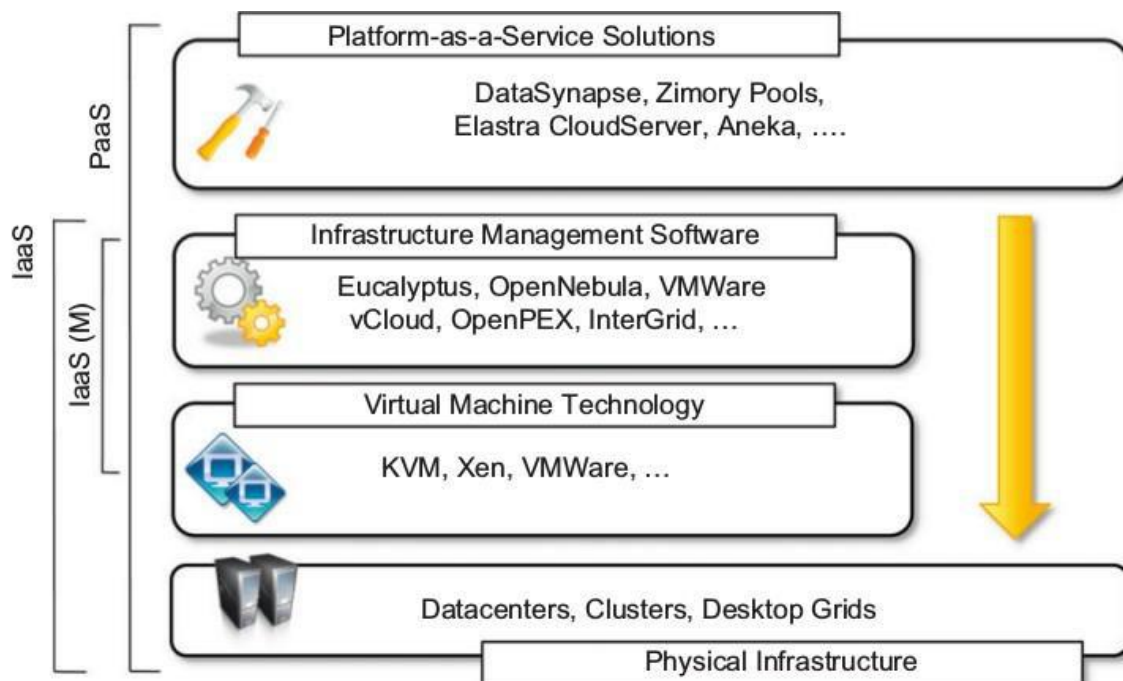 Platform-as-a-Service Solutions
DataSynapse, Zimory Pools,
Elastra CloudServer, Aneka, ….
PaaS
IaaS
IaaS (M)
Infrastructure Management Software
Eucalyptus, OpenNebula, VMWare
vCloud, OpenPEX, InterGrid, …
Virtual Machine Technology
KVM, Xen, VMWare, …
Datacenters, Clusters, Desktop Grids
Physical Infrastructure